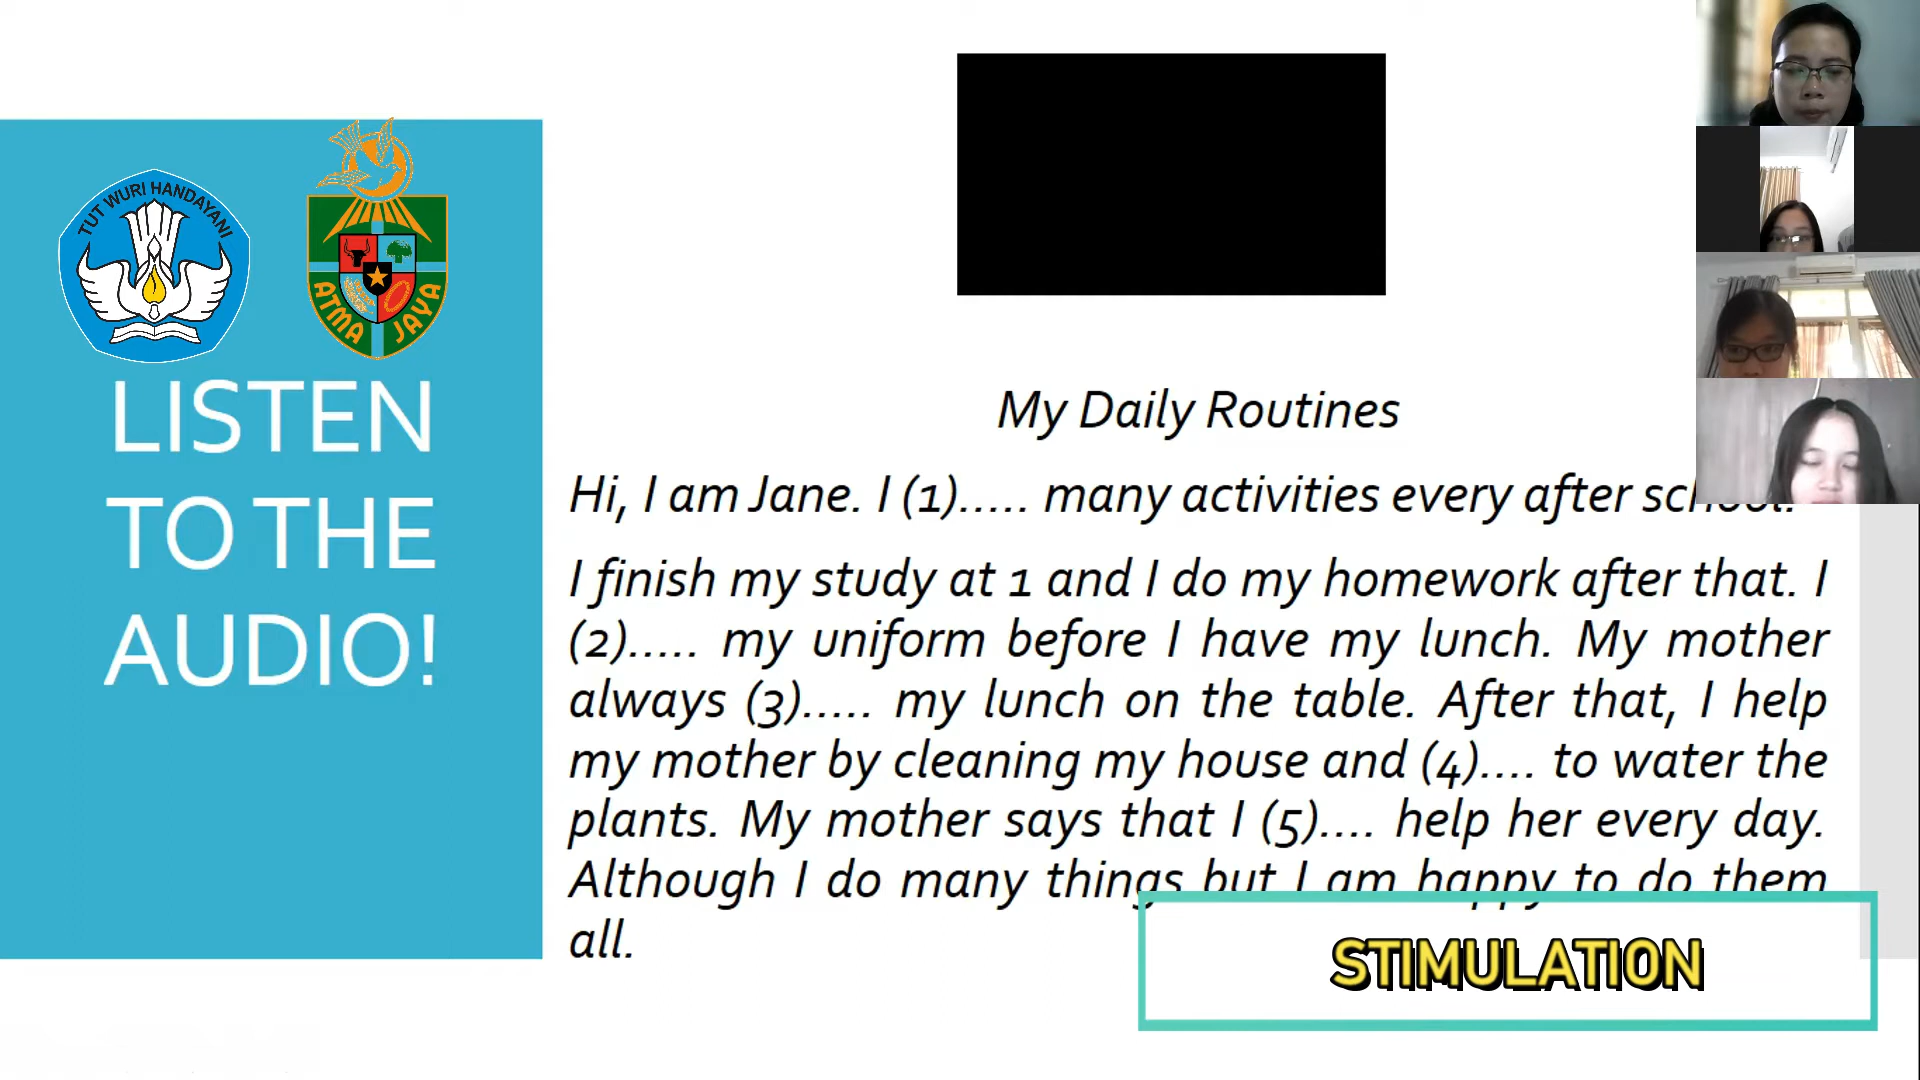 TUT WURI HANDAYANI
ATMA JAYA
LISTEN
TO THE
AUDIO!
My Daily Routines
Hi, I am Jane. I (1)..... many activities every after school.
I finish my study at 1 and I do my homework after that. I
(2)..... my uniform before I have my lunch. My mother
always (3)..... my lunch on the table. After that, I help
my mother by cleaning my house and (4).... to water the
plants. My mother says that I (5).... help her every day.
Although I do many things but I am happy to do them
all.
STIMULATION